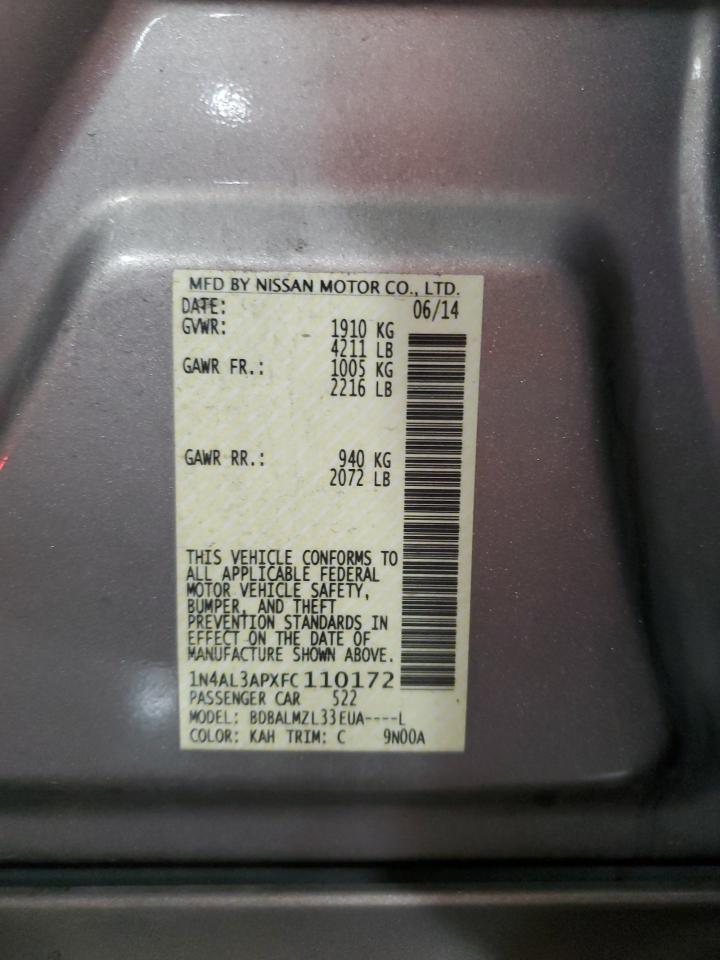 MFD BY NISSAN MOTOR CO., LTD.
DATE: 06/14
GVWR: 1910 KG
4211 LB
GAWR FR.: 1005 KG
2216 LB
GAWR RR.: 940 KG
2072 LB
THIS VEHICLE CONFORMS TO
ALL APPLICABLE FEDERAL
MOTOR VEHICLE SAFETY,
BUMPER, AND THEFT
PREVENTION STANDARDS IN
EFFECT ON THE DATE OF
MANUFACTURE SHOWN ABOVE.
1N4AL3APXFC110172
PASSENGER CAR 522
MODEL: BDBALMZL33EUA----L
COLOR: KAH TRIM: C 9N00A